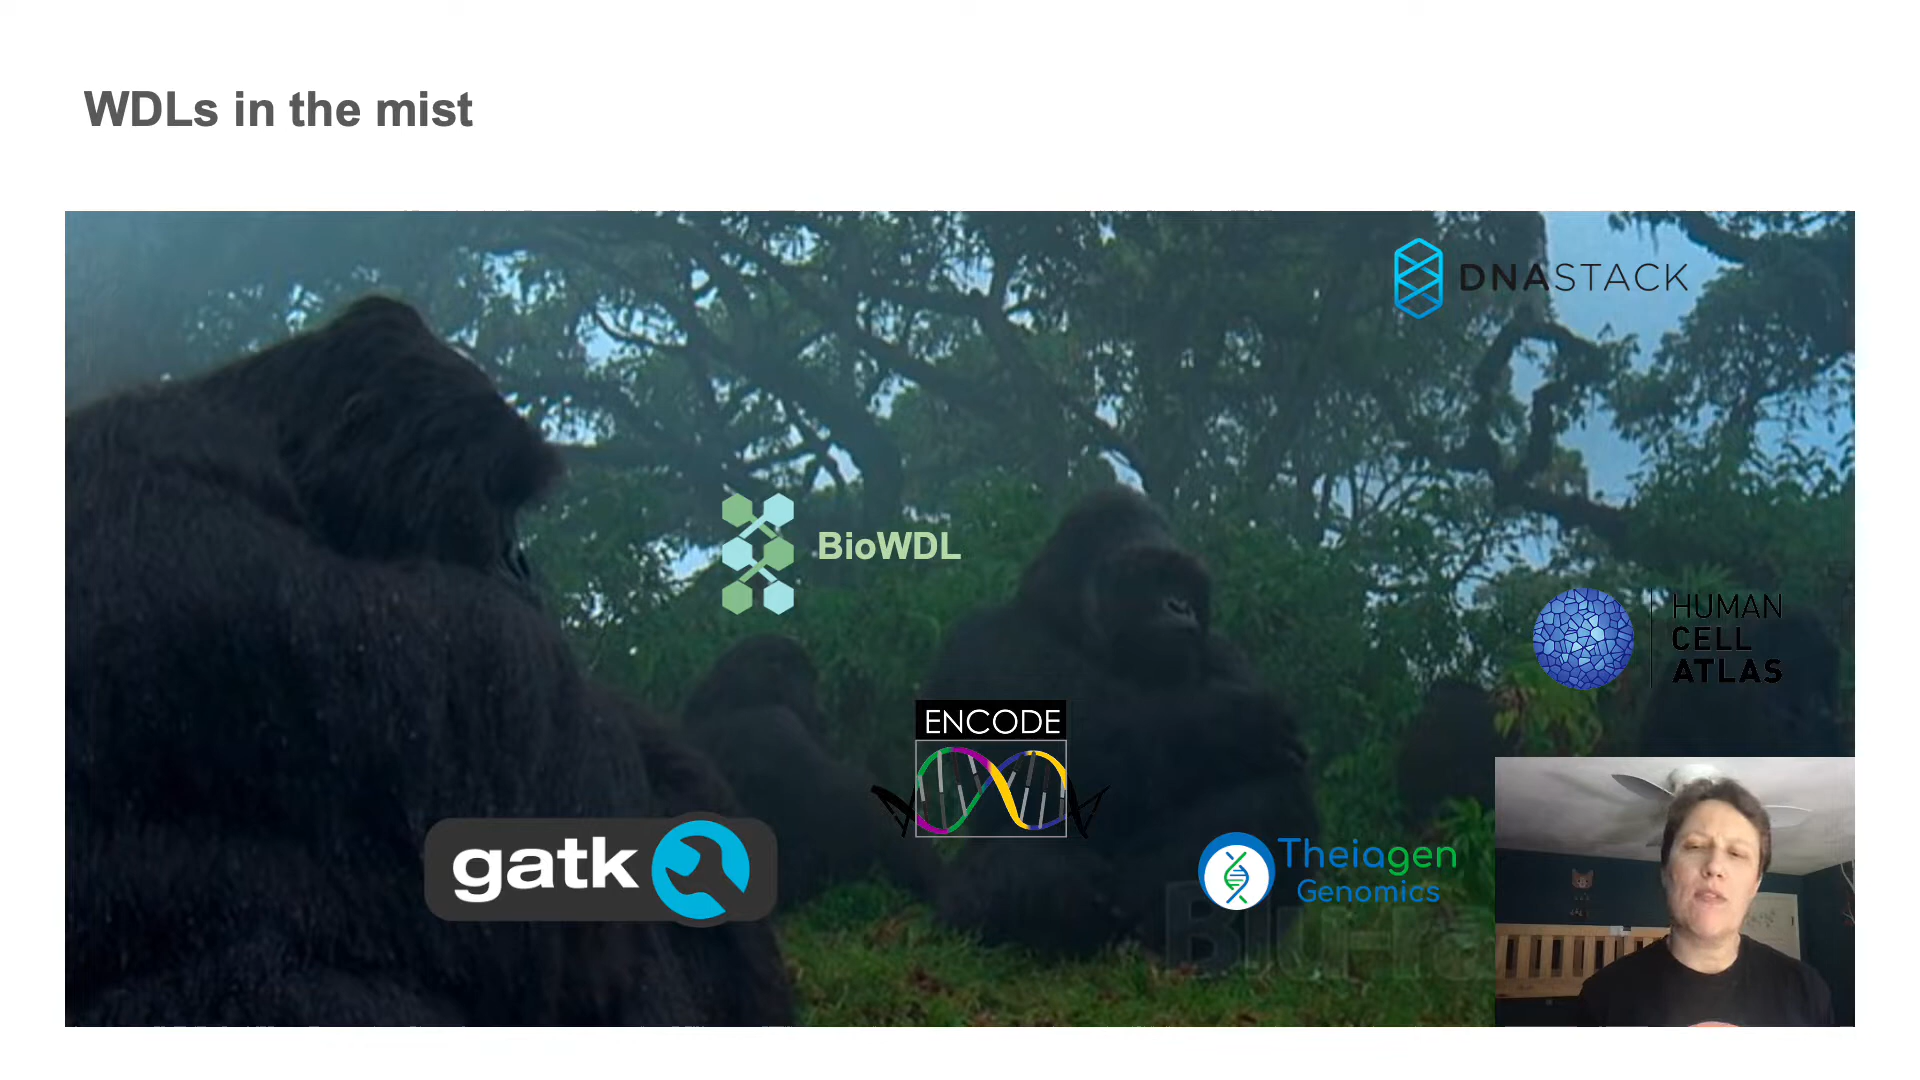 WDLs in the mist
DNASTACK
BioWDL
HUMAN
CELL
ATLAS
ENCODE
gatk
Theiagen
Genomics